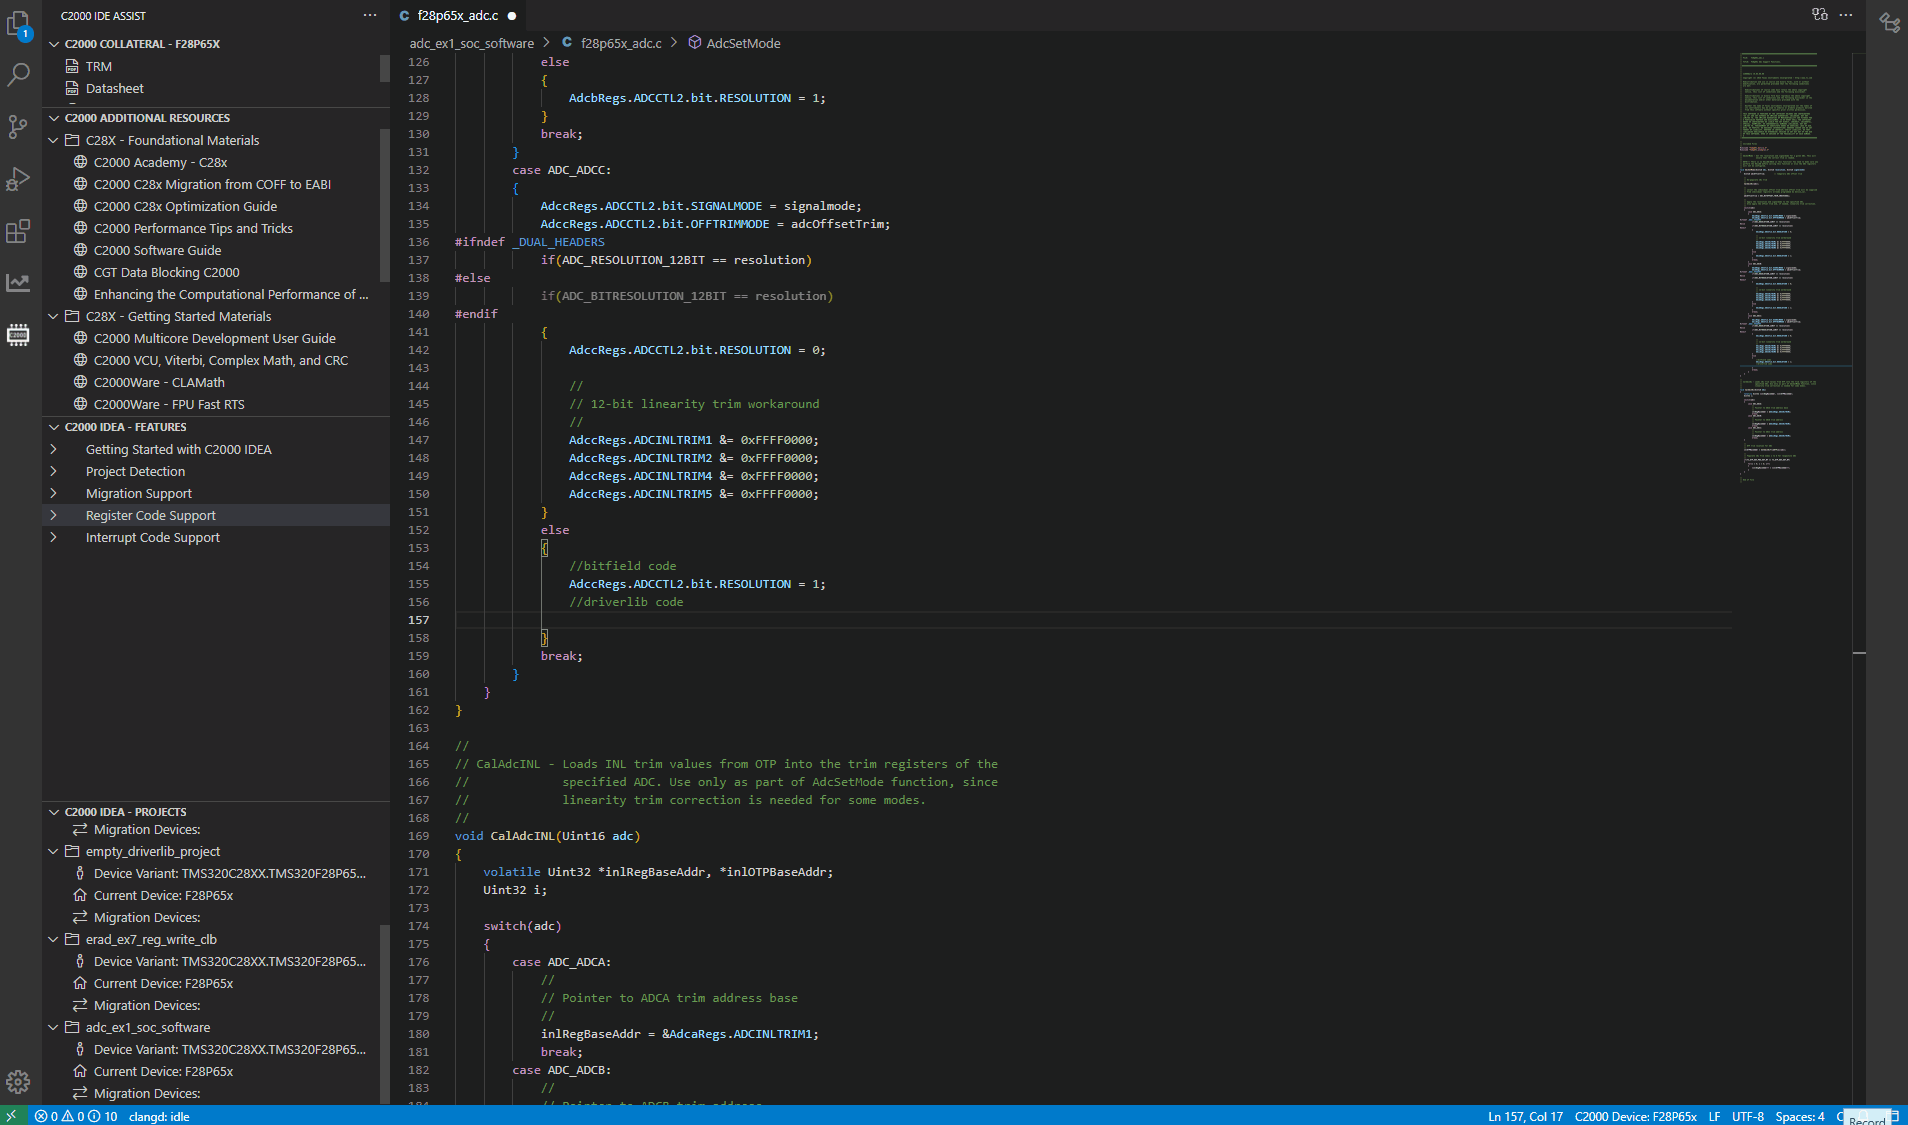 C2000 IDE ASSIST
C2000 COLLATERAL - F28P65X
TRM
Datasheet
C2000 ADDITIONAL RESOURCES
C28X - Foundational Materials
C2000 Academy - C28x
C2000 C28x Migration from COFF to EABI
C2000 C28x Optimization Guide
C2000 Performance Tips and Tricks
C2000 Software Guide
CGT Data Blocking C2000
Enhancing the Computational Performance of ...
C28X - Getting Started Materials
C2000 Multicore Development User Guide
C2000 VCU, Viterbi, Complex Math, and CRC
C2000Ware - CLAMath
C2000Ware - FPU Fast RTS
C2000 IDEA - FEATURES
Getting Started with C2000 IDEA
Project Detection
Migration Support
Register Code Support
Interrupt Code Support
C2000 IDEA - PROJECTS
Migration Devices:
empty_driverlib_project
Device Variant: TMS320C28XX.TMS320F28P65...
Current Device: F28P65x
Migration Devices:
erad_ex7_reg_write_clb
Device Variant: TMS320C28XX.TMS320F28P65...
Current Device: F28P65x
Migration Devices:
adc_ex1_soc_software
Device Variant: TMS320C28XX.TMS320F28P65...
Current Device: F28P65x
Migration Devices:
1
C2000
C f28p65x_adc.c
adc_ex1_soc_software > C f28p65x_adc.c > AdcSetMode
126 else
127 {
128 AdcbRegs.ADCCTL2.bit.RESOLUTION = 1;
129 }
130 break;
131 }
132 case ADC_ADCC:
133 {
134 AdccRegs.ADCCTL2.bit.SIGNALMODE = signalmode;
135 AdccRegs.ADCCTL2.bit.OFFTRIMMODE = adcOffsetTrim;
136 #ifndef _DUAL_HEADERS
137 if(ADC_RESOLUTION_12BIT == resolution)
138 #else
139 if(ADC_BITRESOLUTION_12BIT == resolution)
140 #endif
141 {
142 AdccRegs.ADCCTL2.bit.RESOLUTION = 0;
143
144 //
145 // 12-bit linearity trim workaround
146 //
147 AdccRegs.ADCINLTRIM1 &= 0xFFFF0000;
148 AdccRegs.ADCINLTRIM2 &= 0xFFFF0000;
149 AdccRegs.ADCINLTRIM4 &= 0xFFFF0000;
150 AdccRegs.ADCINLTRIM5 &= 0xFFFF0000;
151 }
152 else
153 {
154 //bitfield code
155 AdccRegs.ADCCTL2.bit.RESOLUTION = 1;
156 //driverlib code
157
158 }
159 break;
160 }
161 }
162 }
163
164 //
165 // CalAdcINL - Loads INL trim values from OTP into the trim registers of the
166 // specified ADC. Use only as part of AdcSetMode function, since
167 // linearity trim correction is needed for some modes.
168 //
169 void CalAdcINL(Uint16 adc)
170 {
171 volatile Uint32 *inlRegBaseAddr, *inlOTPBaseAddr;
172 Uint32 i;
173
174 switch(adc)
175 {
176 case ADC_ADCA:
177 //
178 // Pointer to ADCA trim address base
179 //
180 inlRegBaseAddr = &AdcaRegs.ADCINLTRIM1;
181 break;
182 case ADC_ADCB:
183 //
184 // Pointer to ADCB trim address
0 0 10 clangd: idle
Ln 157, Col 17 C2000 Device: F28P65x LF UTF-8 Spaces: 4 C
Record